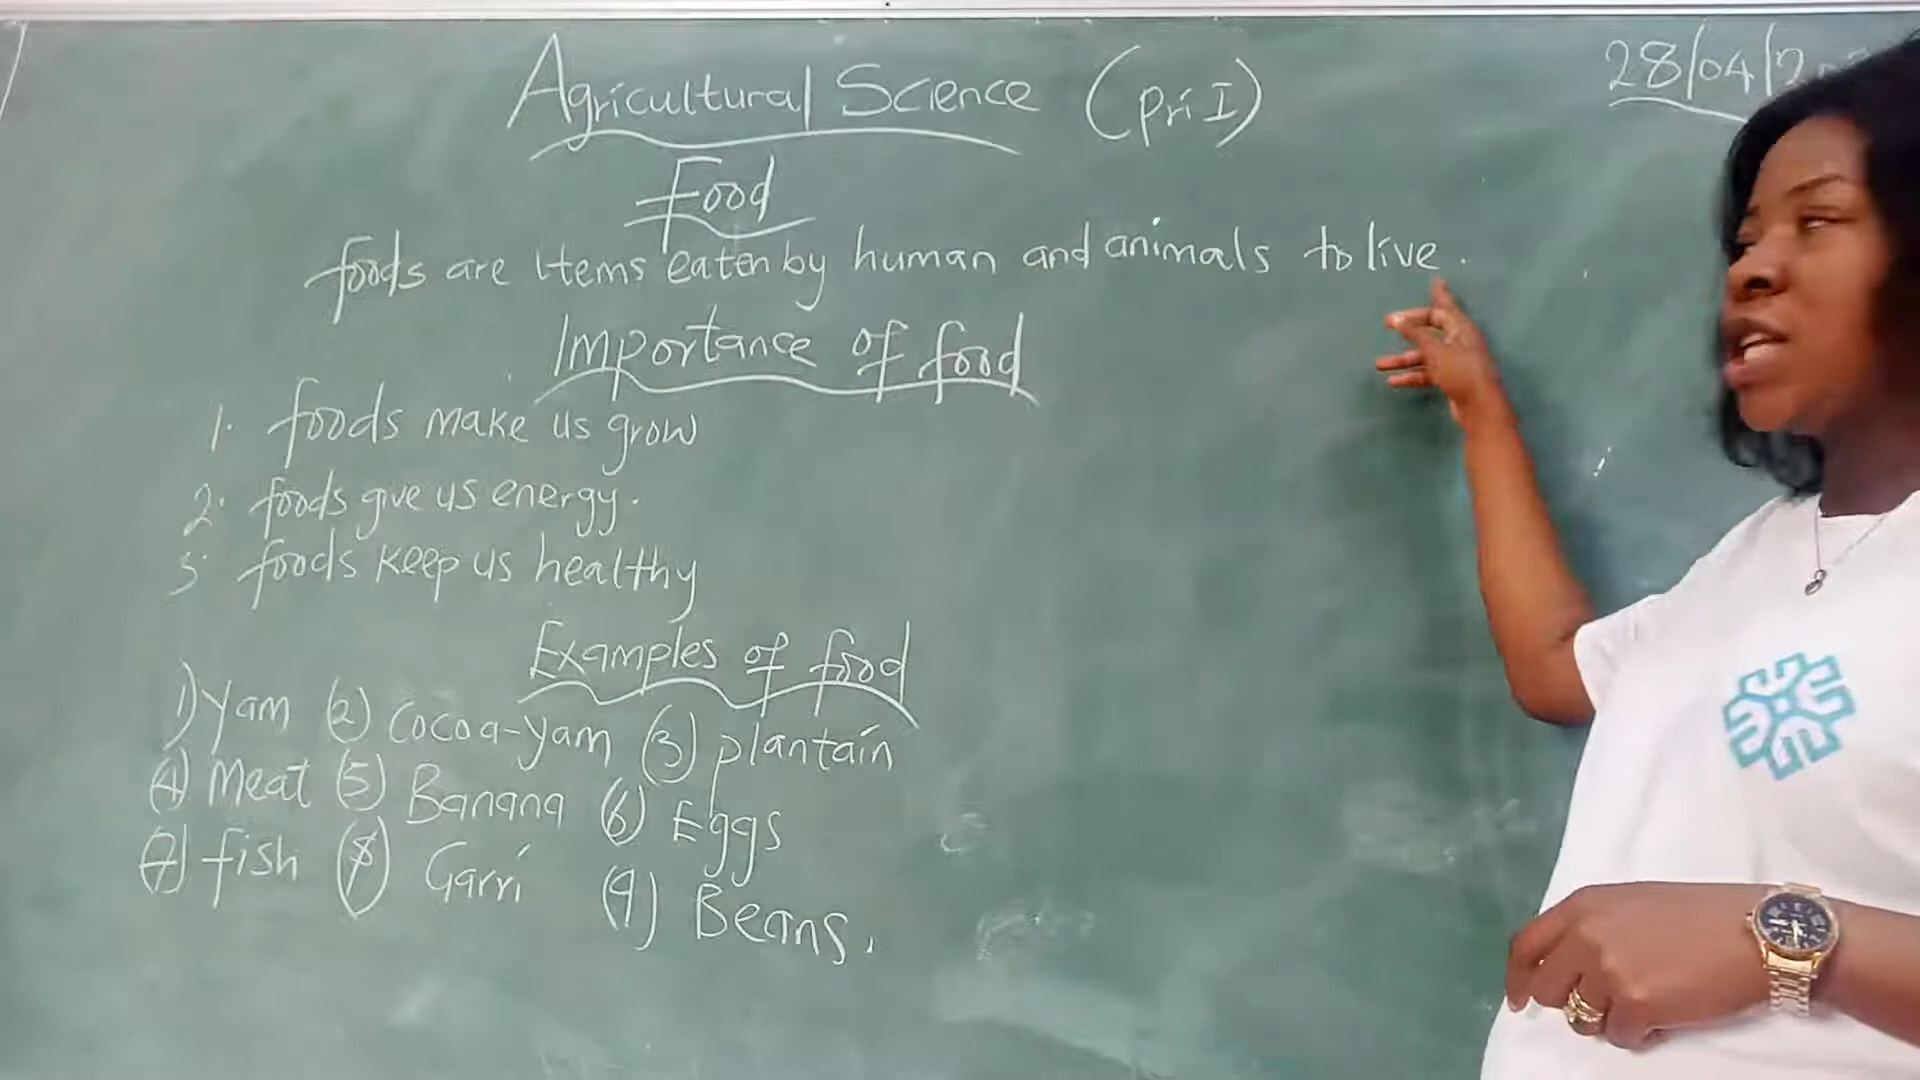 Agricultural Science (Pri I)
28/04/2
Food
foods are items eaten by human and animals to live.
Importance of food
1. foods make us grow
2. foods give us energy.
3. foods keep us healthy
Examples of food
1) Yam (2) Cocoa-yam (3) plantain
(4) Meat (5) Banana (6) Eggs
(7) fish (8) Garri (9) Beans.